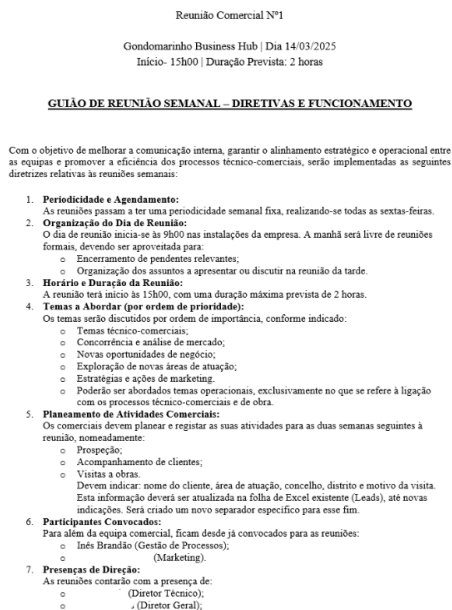 Reunião Comercial Nº1
Gondomarinho Business Hub | Dia 14/03/2025
Início- 15h00 | Duração Prevista: 2 horas
GUIÃO DE REUNIÃO SEMANAL – DIRETIVAS E FUNCIONAMENTO
Com o objetivo de melhorar a comunicação interna, garantir o alinhamento estratégico e operacional entre
as equipas e promover a eficiência dos processos técnico-comerciais, serão implementadas as seguintes
diretrizes relativas às reuniões semanais:
1. Periodicidade e Agendamento:
As reuniões passam a ter uma periodicidade semanal fixa, realizando-se todas as sextas-feiras.
2. Organização do Dia de Reunião:
O dia de reunião inicia-se às 9h00 nas instalações da empresa. A manhã será livre de reuniões
formais, devendo ser aproveitada para:
o Encerramento de pendentes relevantes;
o Organização dos assuntos a apresentar ou discutir na reunião da tarde.
3. Horário e Duração da Reunião:
A reunião terá início às 15h00, com uma duração máxima prevista de 2 horas.
4. Temas a Abordar (por ordem de prioridade):
Os temas serão discutidos por ordem de importância, conforme indicado:
o Temas técnico-comerciais;
o Concorrência e análise de mercado;
o Novas oportunidades de negócio;
o Exploração de novas áreas de atuação;
o Estratégias e ações de marketing.
o Poderão ser abordados temas operacionais, exclusivamente no que se refere à ligação
com os processos técnico-comerciais e de obra.
5. Planeamento de Atividades Comerciais:
Os comerciais devem planear e registar as suas atividades para as duas semanas seguintes à
reunião, nomeadamente:
o Prospeção;
o Acompanhamento de clientes;
o Visitas a obras.
Devem indicar: nome do cliente, área de atuação, concelho, distrito e motivo da visita.
Esta informação deverá ser atualizada na folha de Excel existente (Leads), até novas
indicações. Será criado um novo separador específico para esse fim.
6. Participantes Convocados:
Para além da equipa comercial, ficam desde já convocados para as reuniões:
o Inês Brandão (Gestão de Processos);
o (Marketing).
7. Presenças de Direção:
As reuniões contarão com a presença de:
o (Diretor Técnico);
o (Diretor Geral);